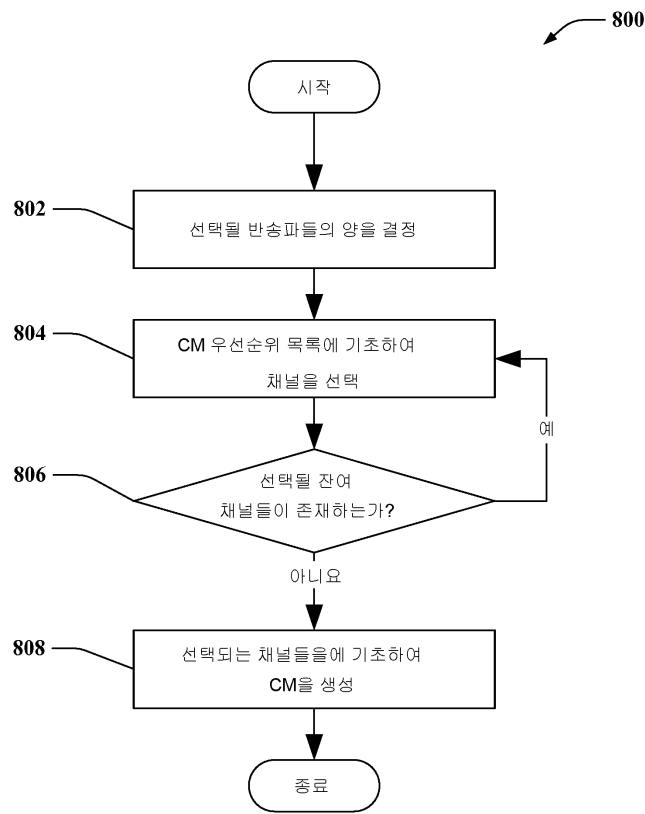 800
시작
802
선택될 반송파들의 양을 결정
804
CM 우선순위 목록에 기초하여
채널을 선택
예
806
선택될 잔여
채널들이 존재하는가?
아니요
808
선택되는 채널들을에 기초하여
CM을 생성
종료